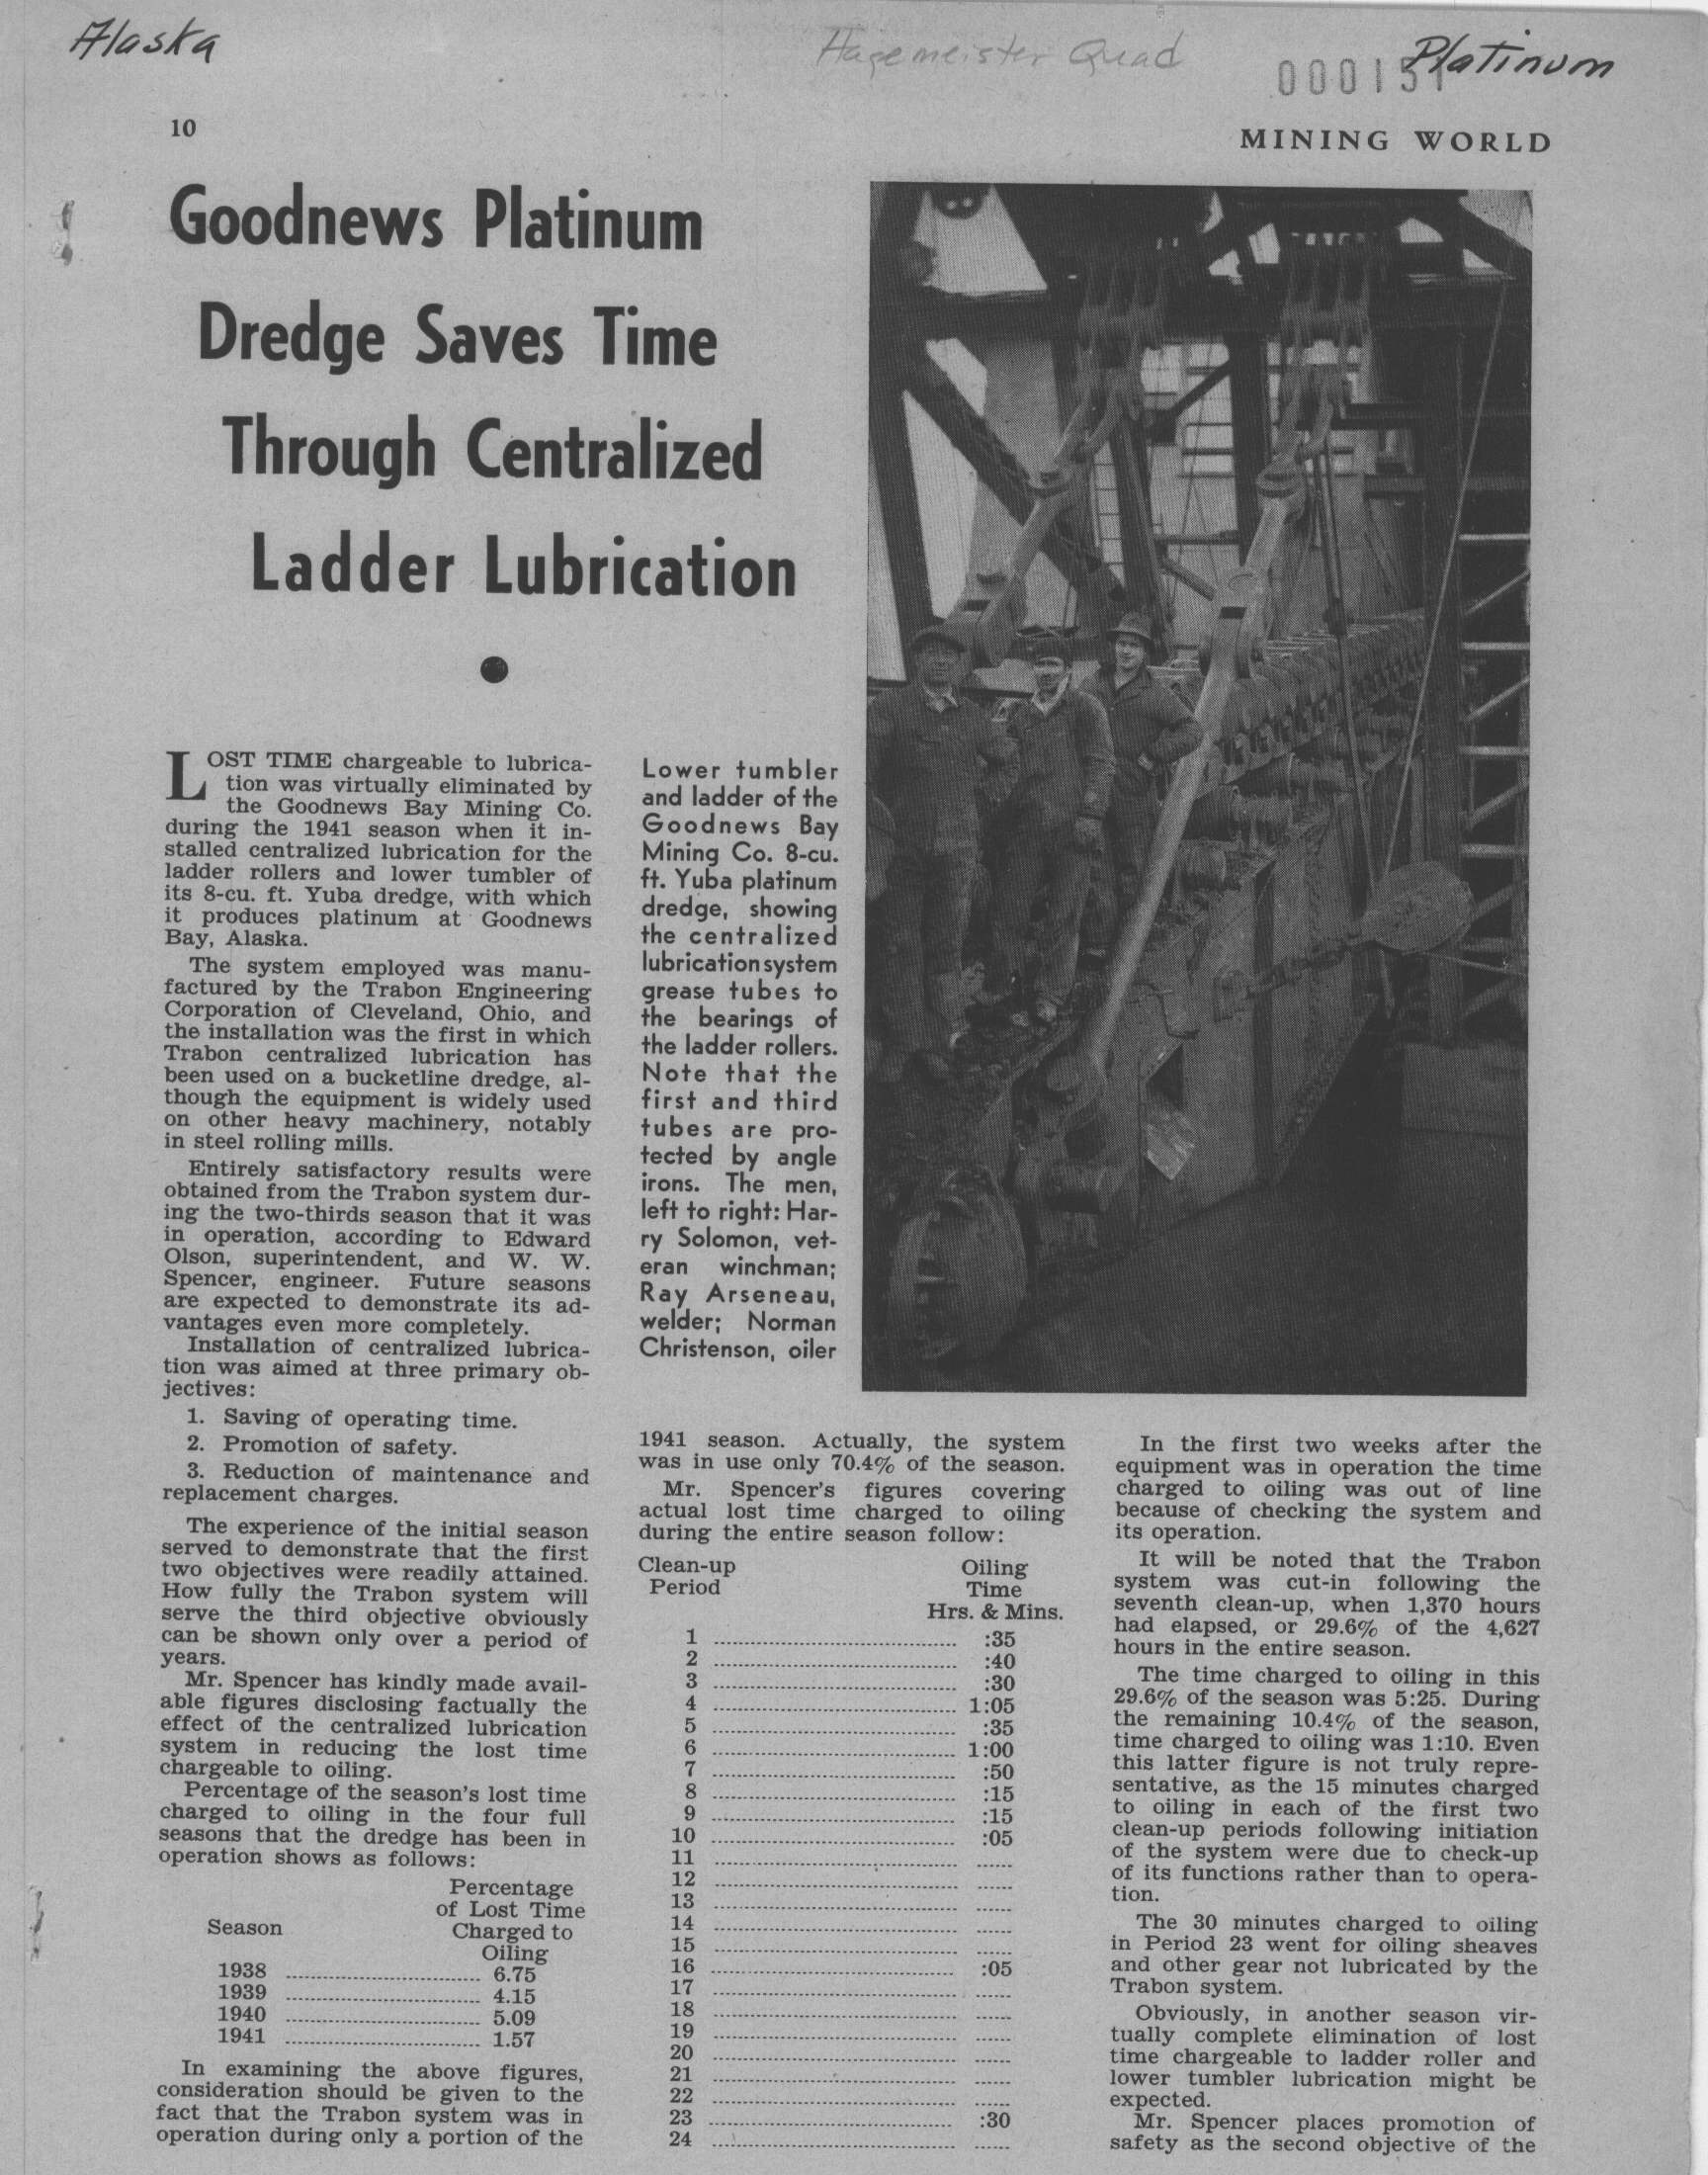 Alaska
Hagemeister Quad
000151
Platinum
10
MINING WORLD
Goodnews Platinum
Dredge Saves Time
Through Centralized
Ladder Lubrication
LOST TIME chargeable to lubrica-
tion was virtually eliminated by
the Goodnews Bay Mining Co.
during the 1941 season when it in-
stalled centralized lubrication for the
ladder rollers and lower tumbler of
its 8-cu. ft. Yuba dredge, with which
it produces platinum at Goodnews
Bay, Alaska.
The system employed was manu-
factured by the Trabon Engineering
Corporation of Cleveland, Ohio, and
the installation was the first in which
Trabon centralized lubrication has
been used on a bucketline dredge, al-
though the equipment is widely used
on other heavy machinery, notably
in steel rolling mills.
Entirely satisfactory results were
obtained from the Trabon system dur-
ing the two-thirds season that it was
in operation, according to Edward
Olson, superintendent, and W. W.
Spencer, engineer. Future seasons
are expected to demonstrate its ad-
vantages even more completely.
Installation of centralized lubrica-
tion was aimed at three primary ob-
jectives:
1. Saving of operating time.
2. Promotion of safety.
3. Reduction of maintenance and
replacement charges.
The experience of the initial season
served to demonstrate that the first
two objectives were readily attained.
How fully the Trabon system will
serve the third objective obviously
can be shown only over a period of
years.
Mr. Spencer has kindly made avail-
able figures disclosing factually the
effect of the centralized lubrication
system in reducing the lost time
chargeable to oiling.
Percentage of the season's lost time
charged to oiling in the four full
seasons that the dredge has been in
operation shows as follows:
Percentage
of Lost Time
Season Charged to
Oiling
1938 ................................ 6.75
1939 ................................ 4.15
1940 ................................ 5.09
1941 ................................ 1.57
In examining the above figures,
consideration should be given to the
fact that the Trabon system was in
operation during only a portion of the
Lower tumbler
and ladder of the
Goodnews Bay
Mining Co. 8-cu.
ft. Yuba platinum
dredge, showing
the centralized
lubrication system
grease tubes to
the bearings of
the ladder rollers.
Note that the
first and third
tubes are pro-
tected by angle
irons. The men,
left to right: Har-
ry Solomon, vet-
eran winchman;
Ray Arseneau,
welder; Norman
Christenson, oiler
1941 season. Actually, the system
was in use only 70.4% of the season.
Mr. Spencer's figures covering
actual lost time charged to oiling
during the entire season follow:
Clean-up Oiling
Period Time
Hrs. & Mins.
1 ........................................ :35
2 ........................................ :40
3 ........................................ :30
4 ........................................ 1:05
5 ........................................ :35
6 ........................................ 1:00
7 ........................................ :50
8 ........................................ :15
9 ........................................ :15
10 ........................................ :05
11 ........................................ ......
12 ........................................ ......
13 ........................................ ......
14 ........................................ ......
15 ........................................ ......
16 ........................................ :05
17 ........................................ ......
18 ........................................ ......
19 ........................................ ......
20 ........................................ ......
21 ........................................ ......
22 ........................................ ......
23 ........................................ :30
24 ........................................ ......
In the first two weeks after the
equipment was in operation the time
charged to oiling was out of line
because of checking the system and
its operation.
It will be noted that the Trabon
system was cut-in following the
seventh clean-up, when 1,370 hours
had elapsed, or 29.6% of the 4,627
hours in the entire season.
The time charged to oiling in this
29.6% of the season was 5:25. During
the remaining 10.4% of the season,
time charged to oiling was 1:10. Even
this latter figure is not truly repre-
sentative, as the 15 minutes charged
to oiling in each of the first two
clean-up periods following initiation
of the system were due to check-up
of its functions rather than to opera-
tion.
The 30 minutes charged to oiling
in Period 23 went for oiling sheaves
and other gear not lubricated by the
Trabon system.
Obviously, in another season vir-
tually complete elimination of lost
time chargeable to ladder roller and
lower tumbler lubrication might be
expected.
Mr. Spencer places promotion of
safety as the second objective of the